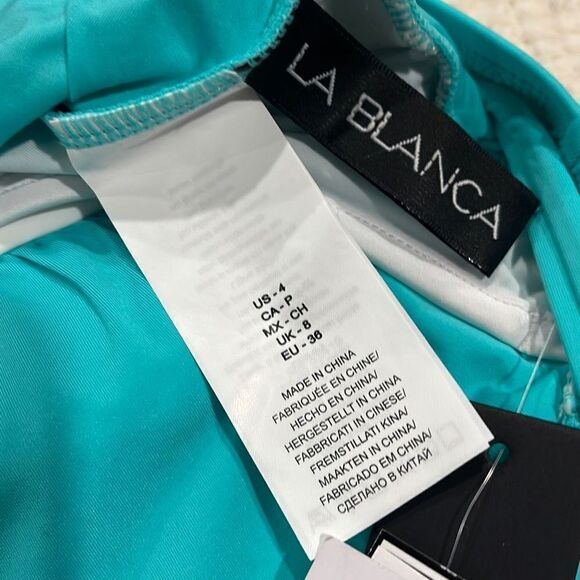 LA BLANCA
US - 4
CA - P
MX - CH
UK - 8
EU - 36
MADE IN CHINA
FABRIQUÉE EN CHINE/
HECHO EN CHINA/
HERGESTELLT IN CHINA/
FABBRICATI IN CINESE/
FREMSTILLATI KINA/
MAAKTEN IN CHINA/
FABRICADO EM CHINA/
СДЕЛАНО В КИТАЙ